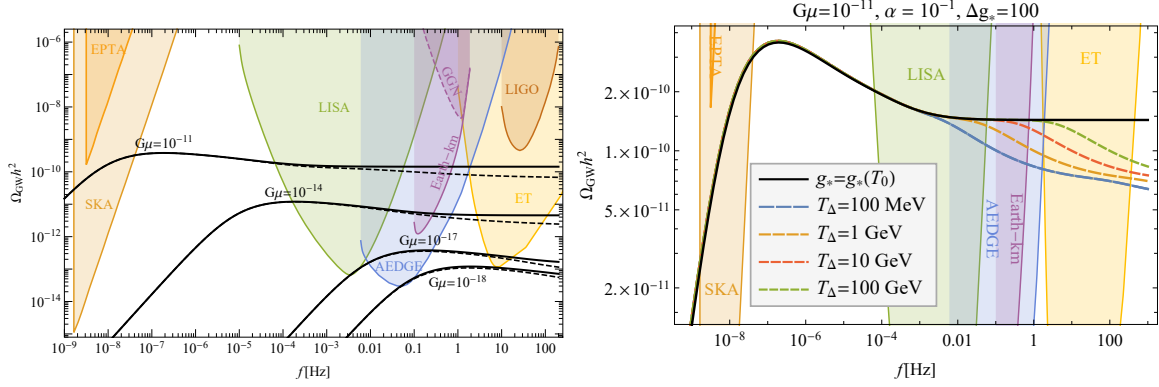 10⁻⁶
10⁻⁸
10⁻¹⁰
10⁻¹²
10⁻¹⁴
Ω_GW h²
EPTA
SKA
LISA
GGN
LIGO
Earth-km
ET
AEDGE
Gμ=10⁻¹¹
Gμ=10⁻¹⁴
Gμ=10⁻¹⁷
Gμ=10⁻¹⁸
10⁻⁹ 10⁻⁸ 10⁻⁷ 10⁻⁶ 10⁻⁵ 10⁻⁴ 10⁻³ 0.01 0.1 1 10 100
f[Hz]
Gμ=10⁻¹¹, α = 10⁻¹, Δg*=100
2.×10⁻¹⁰
1.×10⁻¹⁰
5.×10⁻¹¹
2.×10⁻¹¹
Ω_GW h²
EPTA
SKA
LISA
ET
AEDGE
Earth-km
g*=g*(T₀)
T_Δ=100 MeV
T_Δ=1 GeV
T_Δ=10 GeV
T_Δ=100 GeV
10⁻⁸ 10⁻⁶ 10⁻⁴ 0.01 1 100
f[Hz]